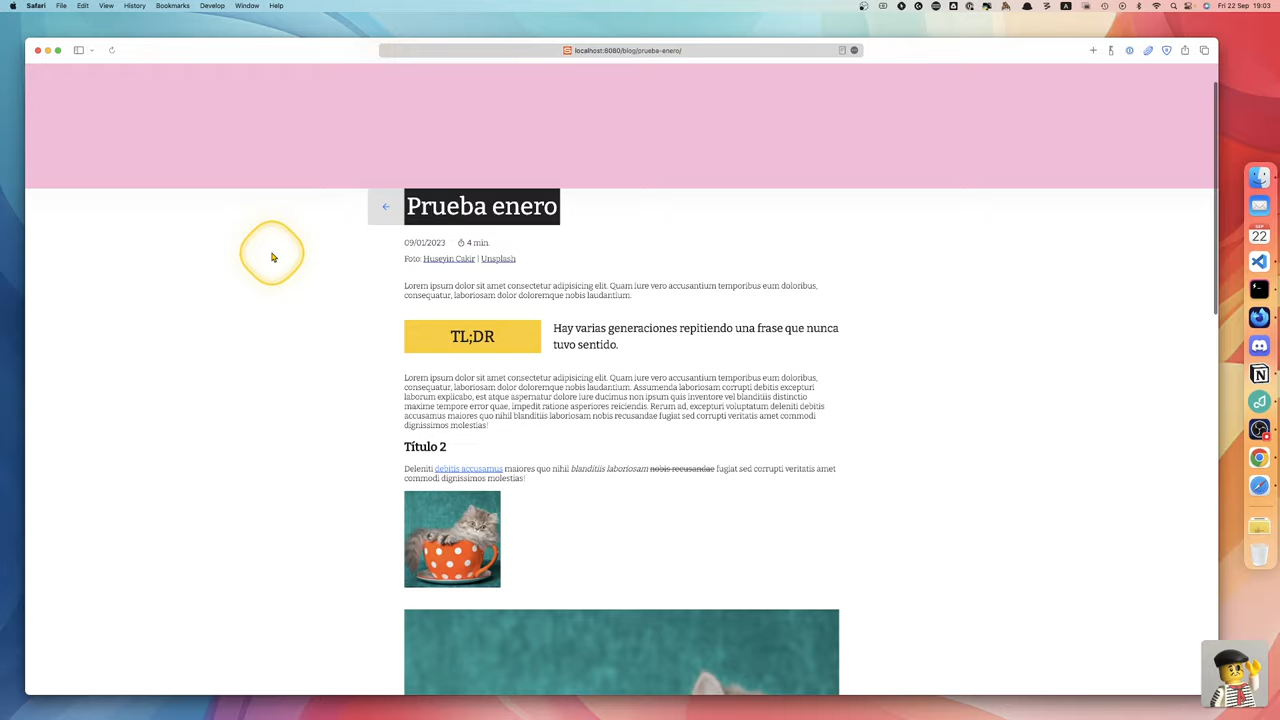 Safari File Edit View History Bookmarks Develop Window Help
Fri 22 Sep 19:03
localhost:8080/blog/prueba-enero/
Prueba enero
09/01/2023 4 min.
Foto: Huseyin Cakir | Unsplash
Lorem ipsum dolor sit amet consectetur adipisicing elit. Quam iure vero accusantium temporibus eum doloribus,
consequatur, laboriosam dolor doloremque nobis laudantium.
TL;DR
Hay varias generaciones repitiendo una frase que nunca
tuvo sentido.
Lorem ipsum dolor sit amet consectetur adipisicing elit. Quam iure vero accusantium temporibus eum doloribus,
consequatur, laboriosam dolor doloremque nobis laudantium. Assumenda laboriosam corrupti debitis excepturi
laborum explicabo, est atque aspernatur dolore iure ducimus non ipsum quis inventore vel blanditiis distinctio
maxime tempore error quae, impedit ratione asperiores reiciendis. Rerum ad, excepturi voluptatum deleniti debitis
accusamus maiores quo nihil blanditiis laboriosam nobis recusandae fugiat sed corrupti veritatis amet commodi
dignissimos molestias!
Título 2
Deleniti debitis accusamus maiores quo nihil blanditiis laboriosam nobis recusandae fugiat sed corrupti veritatis amet
commodi dignissimos molestias!
SEP
22